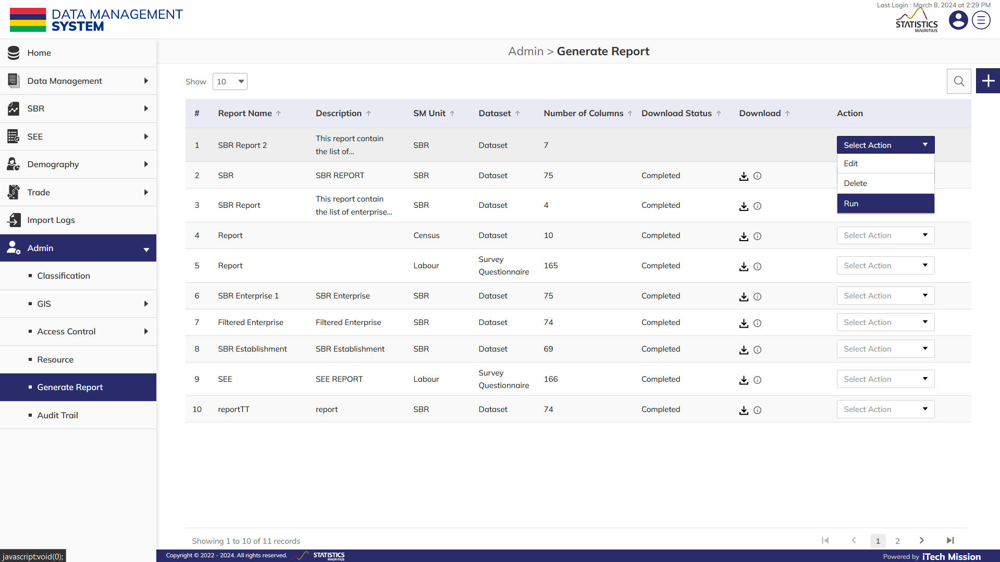 Last Login : March 8, 2024 at 2:29 PM
DATA MANAGEMENT
SYSTEM
STATISTICS
MAURITIUS
Home
Data Management
SBR
SEE
Demography
Trade
Import Logs
Admin
Classification
GIS
Access Control
Resource
Generate Report
Audit Trail
Admin > Generate Report
Show 10
# Report Name Description SM Unit Dataset Number of Columns Download Status Download Action
1 SBR Report 2 This report contain the list of... SBR Dataset 7 Select Action
Edit
Delete
Run
2 SBR SBR REPORT SBR Dataset 75 Completed
3 SBR Report This report contain the list of enterprise... SBR Dataset 4 Completed
4 Report Census Dataset 10 Completed Select Action
5 Report Labour Survey Questionnaire 165 Completed Select Action
6 SBR Enterprise 1 SBR Enterprise SBR Dataset 75 Completed Select Action
7 Filtered Enterprise Filtered Enterprise SBR Dataset 74 Completed Select Action
8 SBR Establishment SBR Establishment SBR Dataset 69 Completed Select Action
9 SEE SEE REPORT Labour Survey Questionnaire 166 Completed Select Action
10 reportTT report SBR Dataset 74 Completed Select Action
Showing 1 to 10 of 11 records
1 2
javascript:void(0);
Copyright © 2022 - 2024. All rights reserved.
STATISTICS
MAURITIUS
Powered by iTech Mission